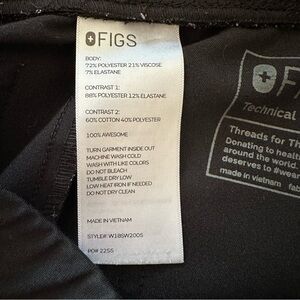 FIGS
BODY:
72% POLYESTER 21% VISCOSE
7% ELASTANE
CONTRAST 1:
88% POLYESTER 12% ELASTANE
CONTRAST 2:
60% COTTON 40% POLYESTER
100% AWESOME
TURN GARMENT INSIDE OUT
MACHINE WASH COLD
WASH WITH LIKE COLORS
DO NOT BLEACH
TUMBLE DRY LOW
LOW HEAT IRON IF NEEDED
DO NOT DRY CLEAN
MADE IN VIETNAM
STYLE#: W18SW2005
PO# 2255
Technical
Threads for Th
Donating to health
around the world
deserves to #wear
made in vietnam